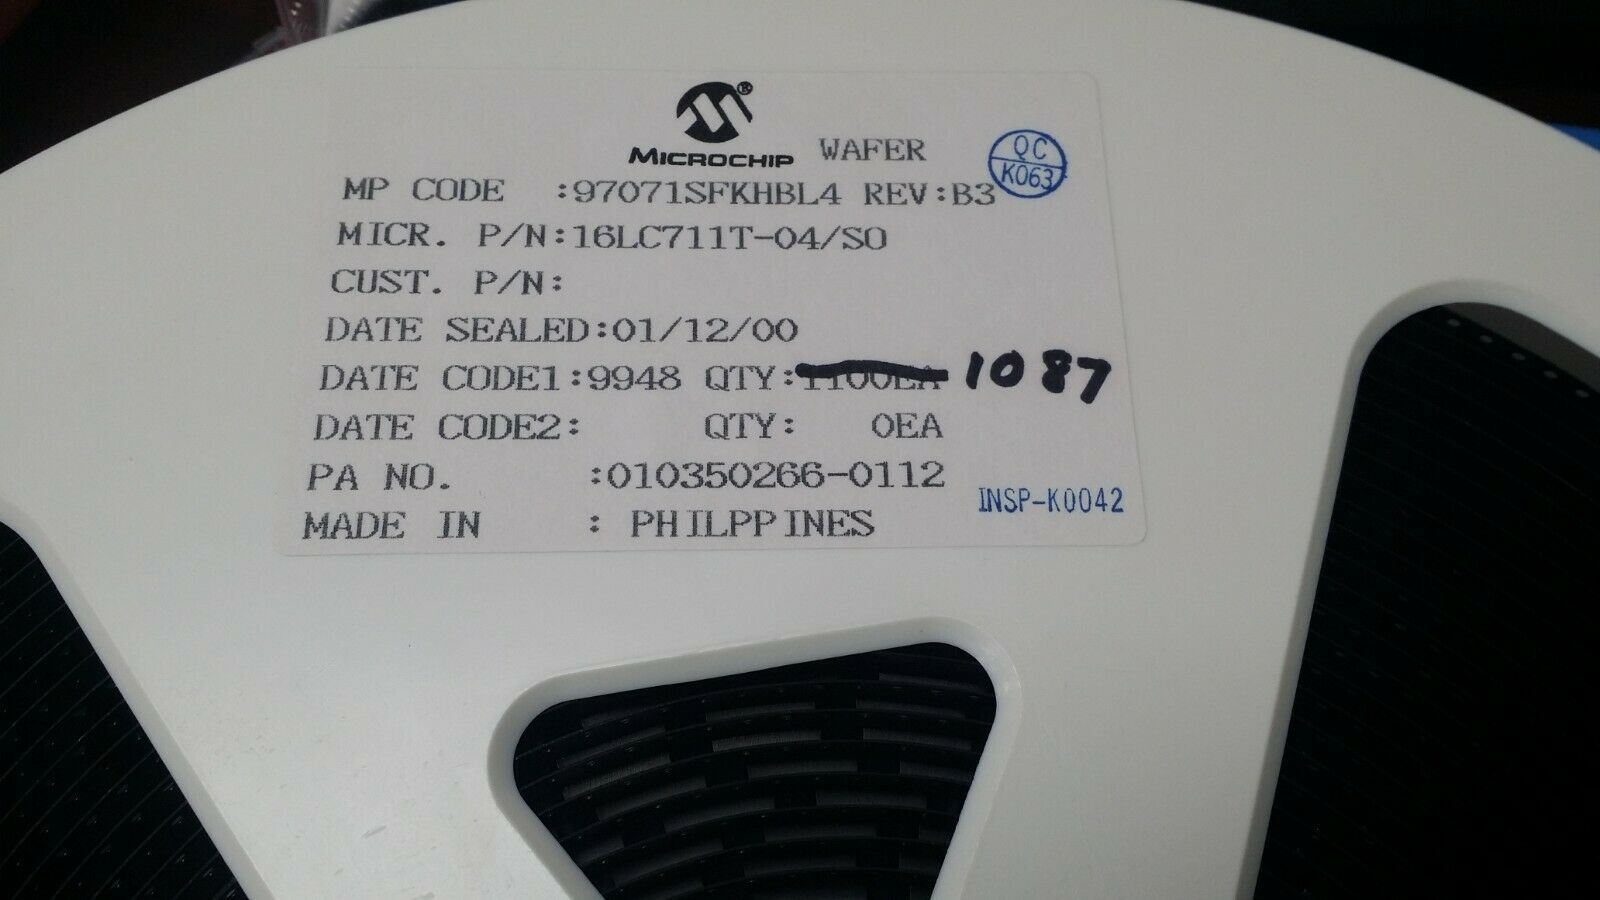 MICROCHIP® WAFER
QC
K063
MP CODE :97071SFKHBL4 REV:B3
MICR. P/N:16LC711T-04/SO
CUST. P/N:
DATE SEALED:01/12/00
DATE CODE1:9948 QTY:1100EA 1087
DATE CODE2: QTY: 0EA
PA NO. :010350266-0112
MADE IN : PHILPPINES
INSP-K0042